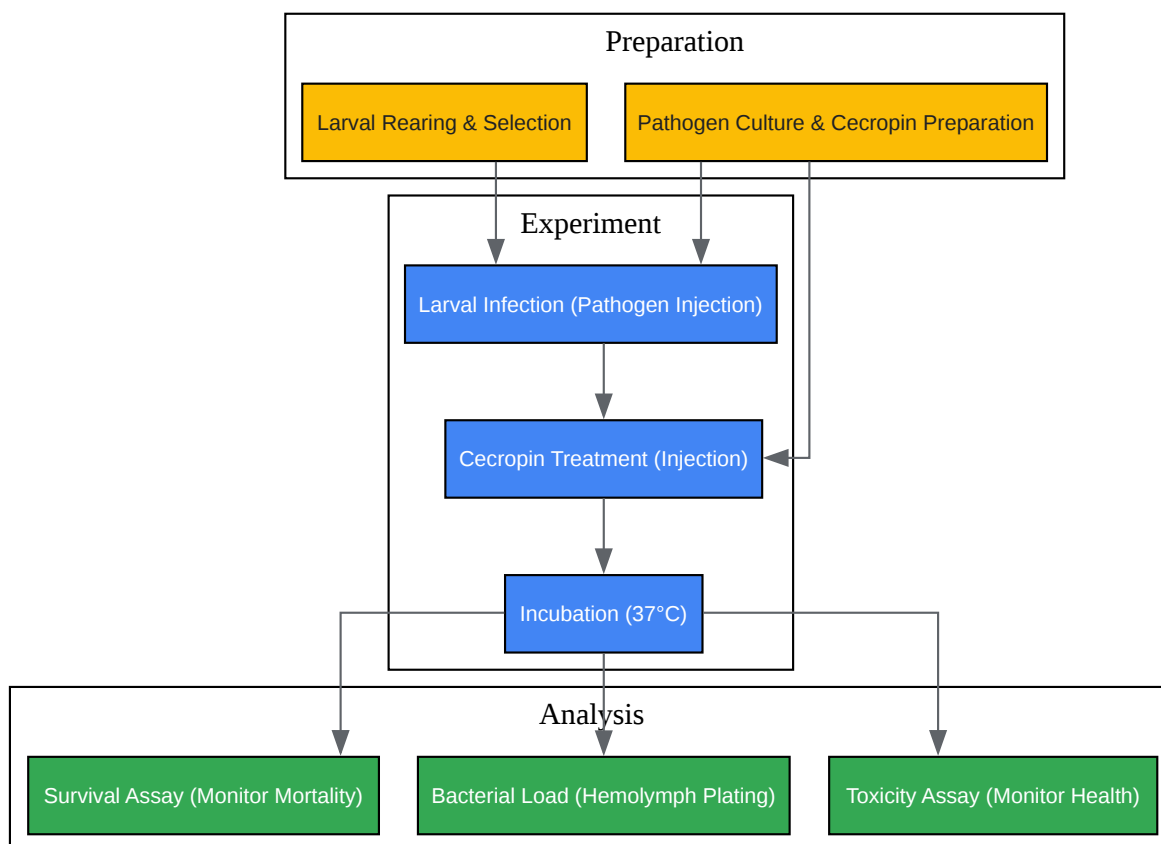 Preparation
Larval Rearing & Selection
Pathogen Culture & Cecropin Preparation
Experiment
Larval Infection (Pathogen Injection)
Cecropin Treatment (Injection)
Incubation (37°C)
Analysis
Survival Assay (Monitor Mortality)
Bacterial Load (Hemolymph Plating)
Toxicity Assay (Monitor Health)